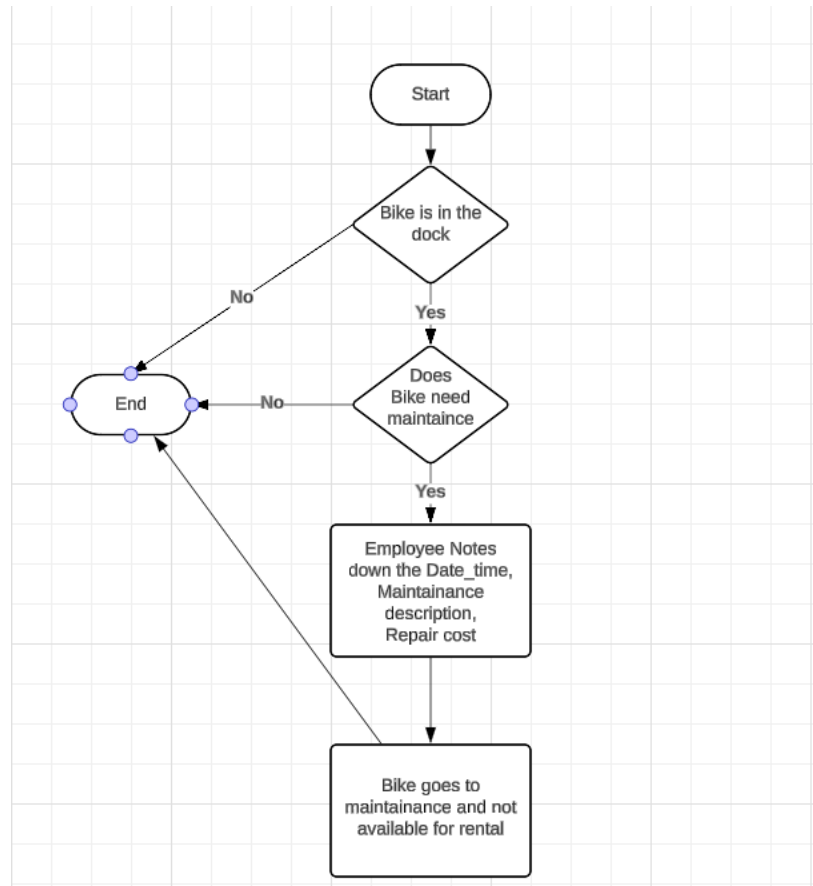 Start
Bike is in the
dock
No
Yes
Does
Bike need
maintaince
End
No
Yes
Employee Notes
down the Date_time,
Maintainance
description,
Repair cost
Bike goes to
maintainance and not
available for rental